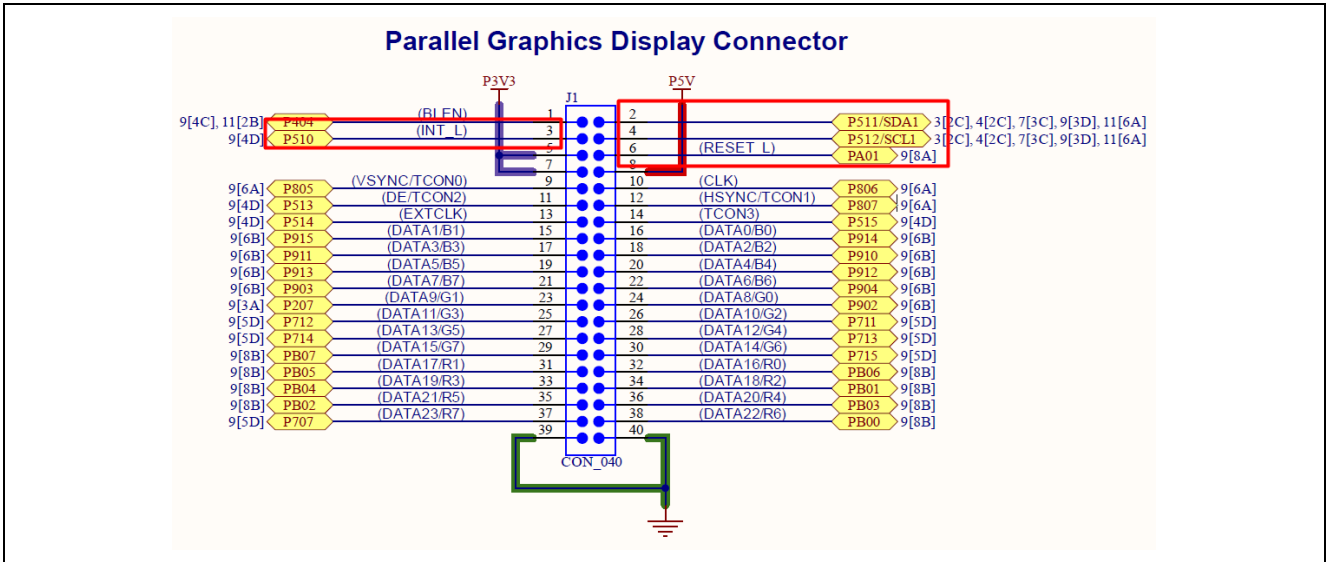 Parallel Graphics Display Connector
P3V3 P5V
J1
9[4C], 11[2B] P404 (BLEN) 1 2 P511/SDA1 3[2C], 4[2C], 7[3C], 9[3D], 11[6A]
9[4D] P510 (INT_L) 3 4 P512/SCL1 3[2C], 4[2C], 7[3C], 9[3D], 11[6A]
5 6 (RESET_L) PA01 9[8A]
7 8
9[6A] P805 (VSYNC/TCON0) 9 10 (CLK) P806 9[6A]
9[4D] P513 (DE/TCON2) 11 12 (HSYNC/TCON1) P807 9[6A]
9[4D] P514 (EXTCLK) 13 14 (TCON3) P515 9[4D]
9[6B] P915 (DATA1/B1) 15 16 (DATA0/B0) P914 9[6B]
9[6B] P911 (DATA3/B3) 17 18 (DATA2/B2) P910 9[6B]
9[6B] P913 (DATA5/B5) 19 20 (DATA4/B4) P912 9[6B]
9[6B] P903 (DATA7/B7) 21 22 (DATA6/B6) P904 9[6B]
9[3A] P207 (DATA9/G1) 23 24 (DATA8/G0) P902 9[6B]
9[5D] P712 (DATA11/G3) 25 26 (DATA10/G2) P711 9[5D]
9[5D] P714 (DATA13/G5) 27 28 (DATA12/G4) P713 9[5D]
9[8B] PB07 (DATA15/G7) 29 30 (DATA14/G6) P715 9[5D]
9[8B] PB05 (DATA17/R1) 31 32 (DATA16/R0) PB06 9[8B]
9[8B] PB04 (DATA19/R3) 33 34 (DATA18/R2) PB01 9[8B]
9[8B] PB02 (DATA21/R5) 35 36 (DATA20/R4) PB03 9[8B]
9[5D] P707 (DATA23/R7) 37 38 (DATA22/R6) PB00 9[8B]
39 40
CON_040